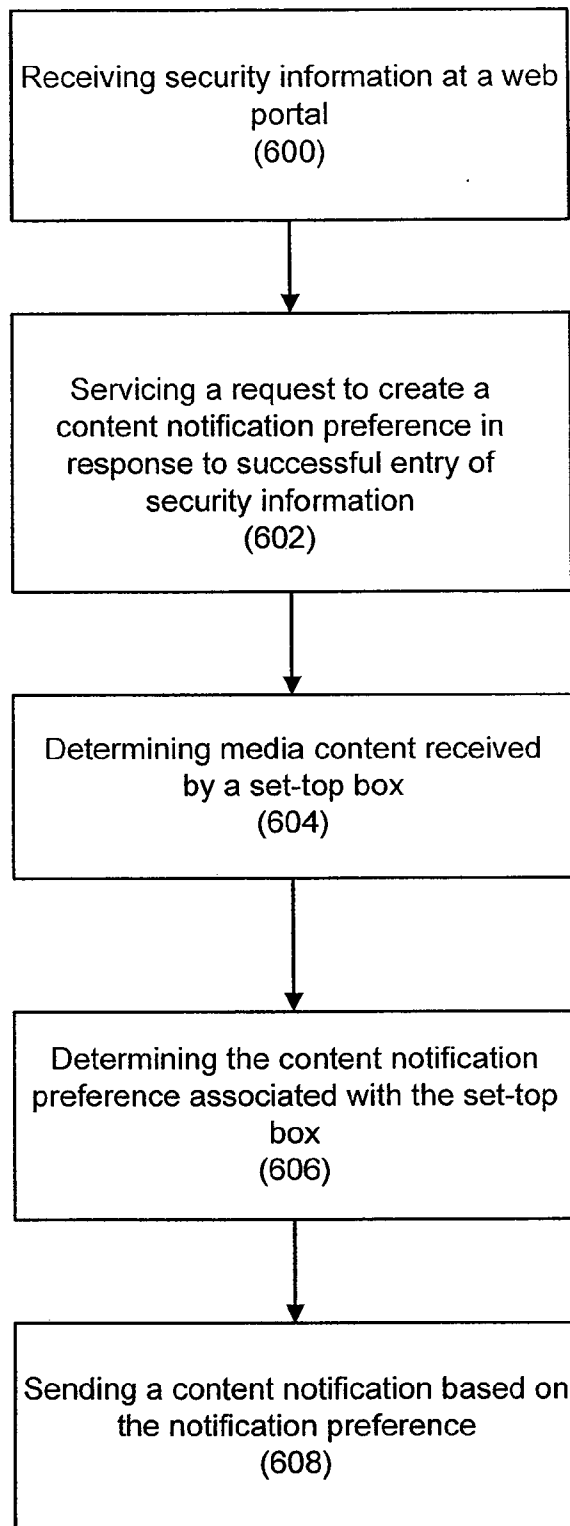 Receiving security information at a web
portal
(600)
Servicing a request to create a
content notification preference in
response to successful entry of
security information
(602)
Determining media content received
by a set-top box
(604)
Determining the content notification
preference associated with the set-top
box
(606)
Sending a content notification based on
the notification preference
(608)